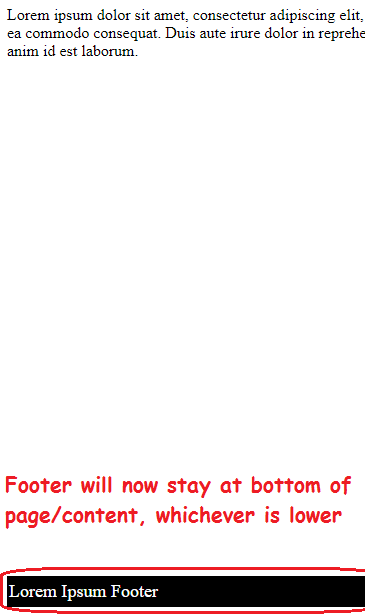 Lorem ipsum dolor sit amet, consectetur adipiscing elit,
ea commodo consequat. Duis aute irure dolor in reprehe
anim id est laborum.
Footer will now stay at bottom of
page/content, whichever is lower
Lorem Ipsum Footer